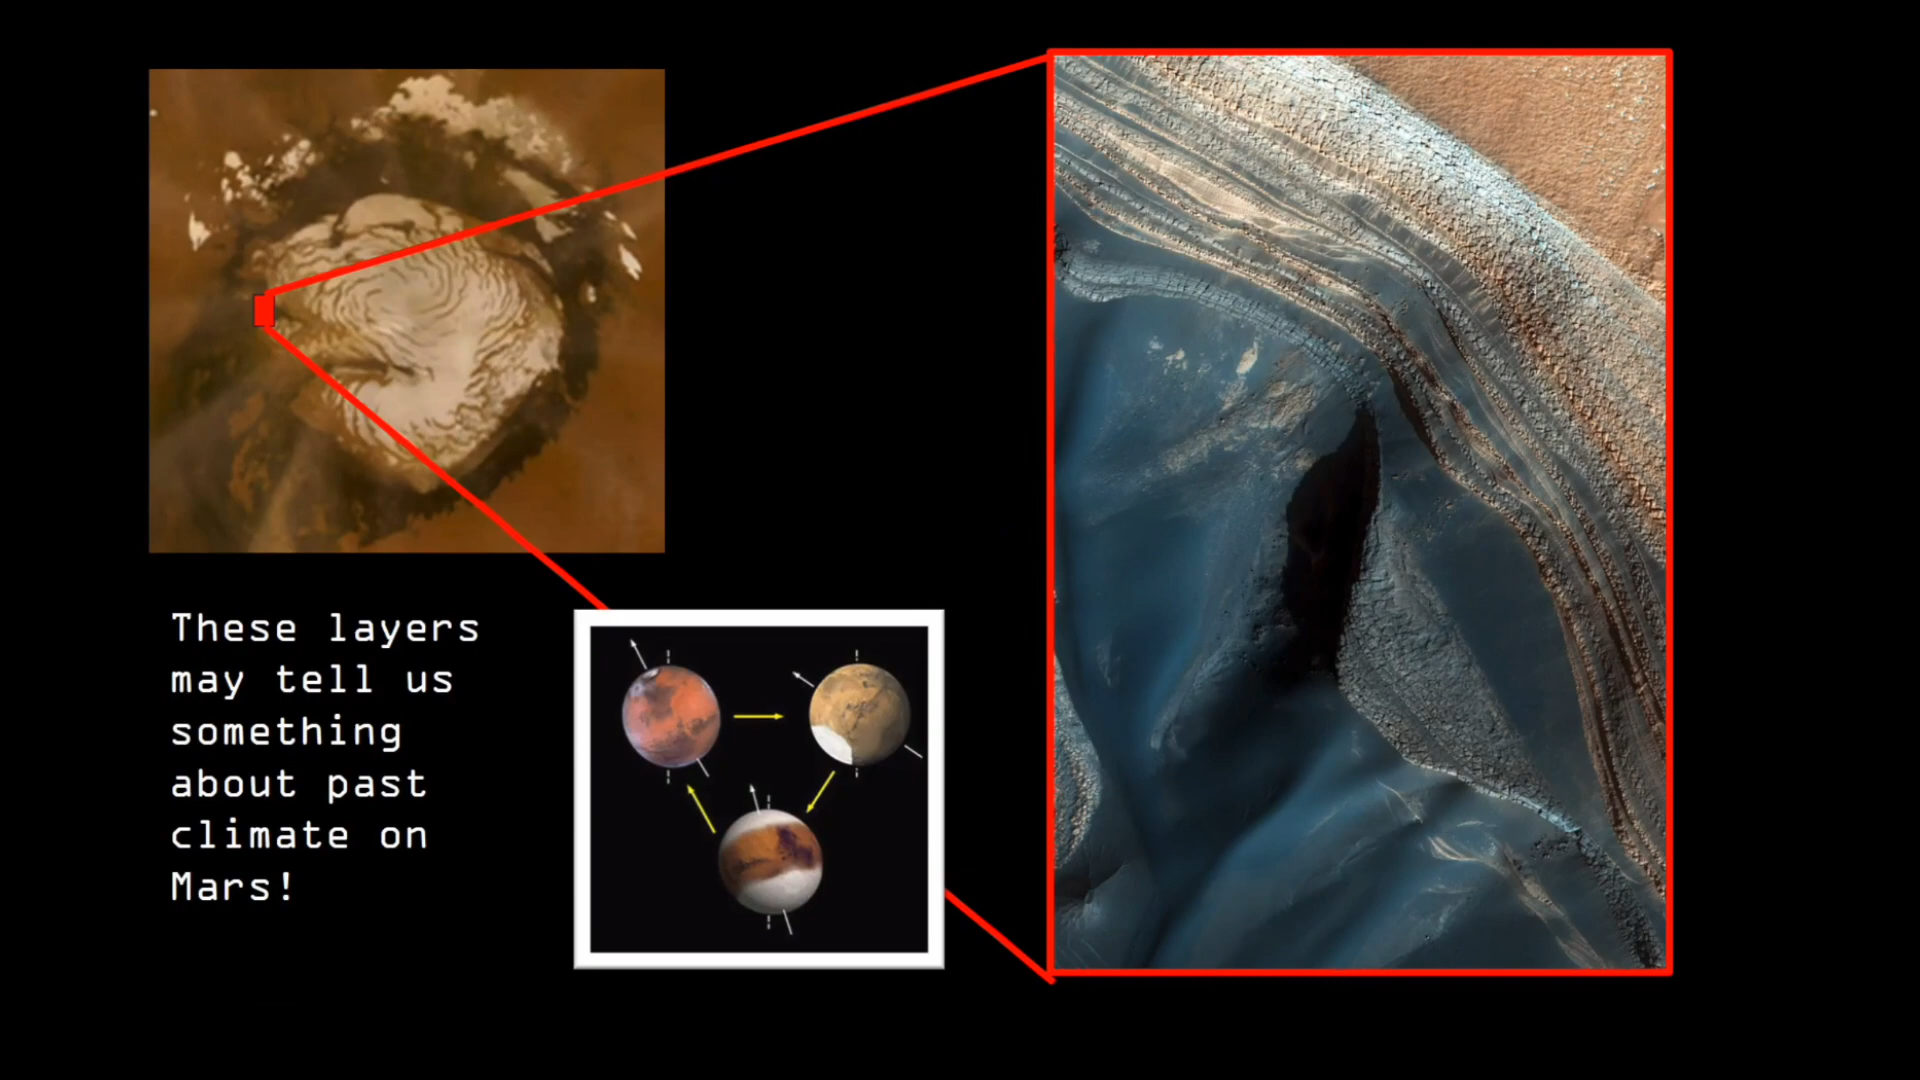 These layers
may tell us
something
about past
climate on
Mars!